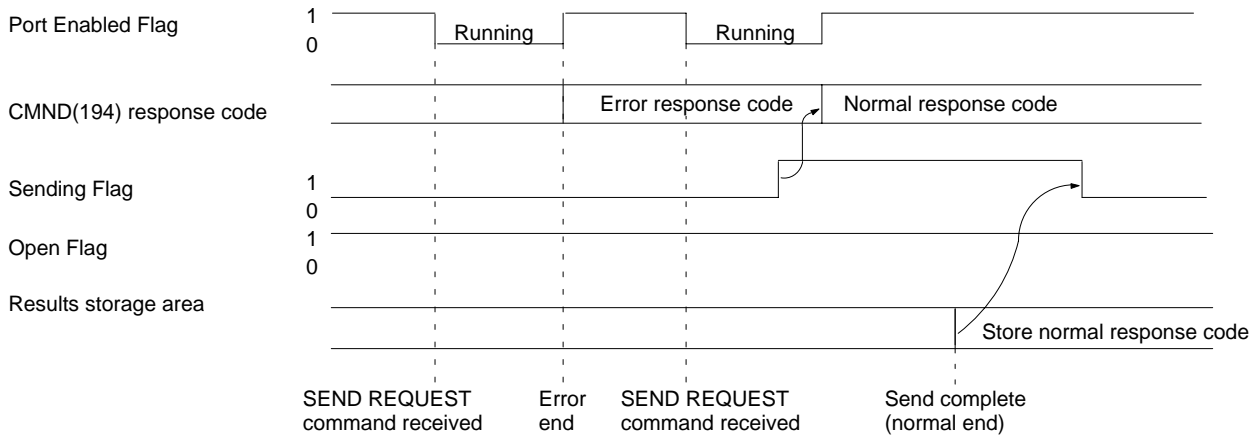 Port Enabled Flag
1
0
Running
Running
CMND(194) response code
Error response code
Normal response code
Sending Flag
1
0
Open Flag
1
0
Results storage area
Store normal response code
SEND REQUEST
command received
Error
end
SEND REQUEST
command received
Send complete
(normal end)